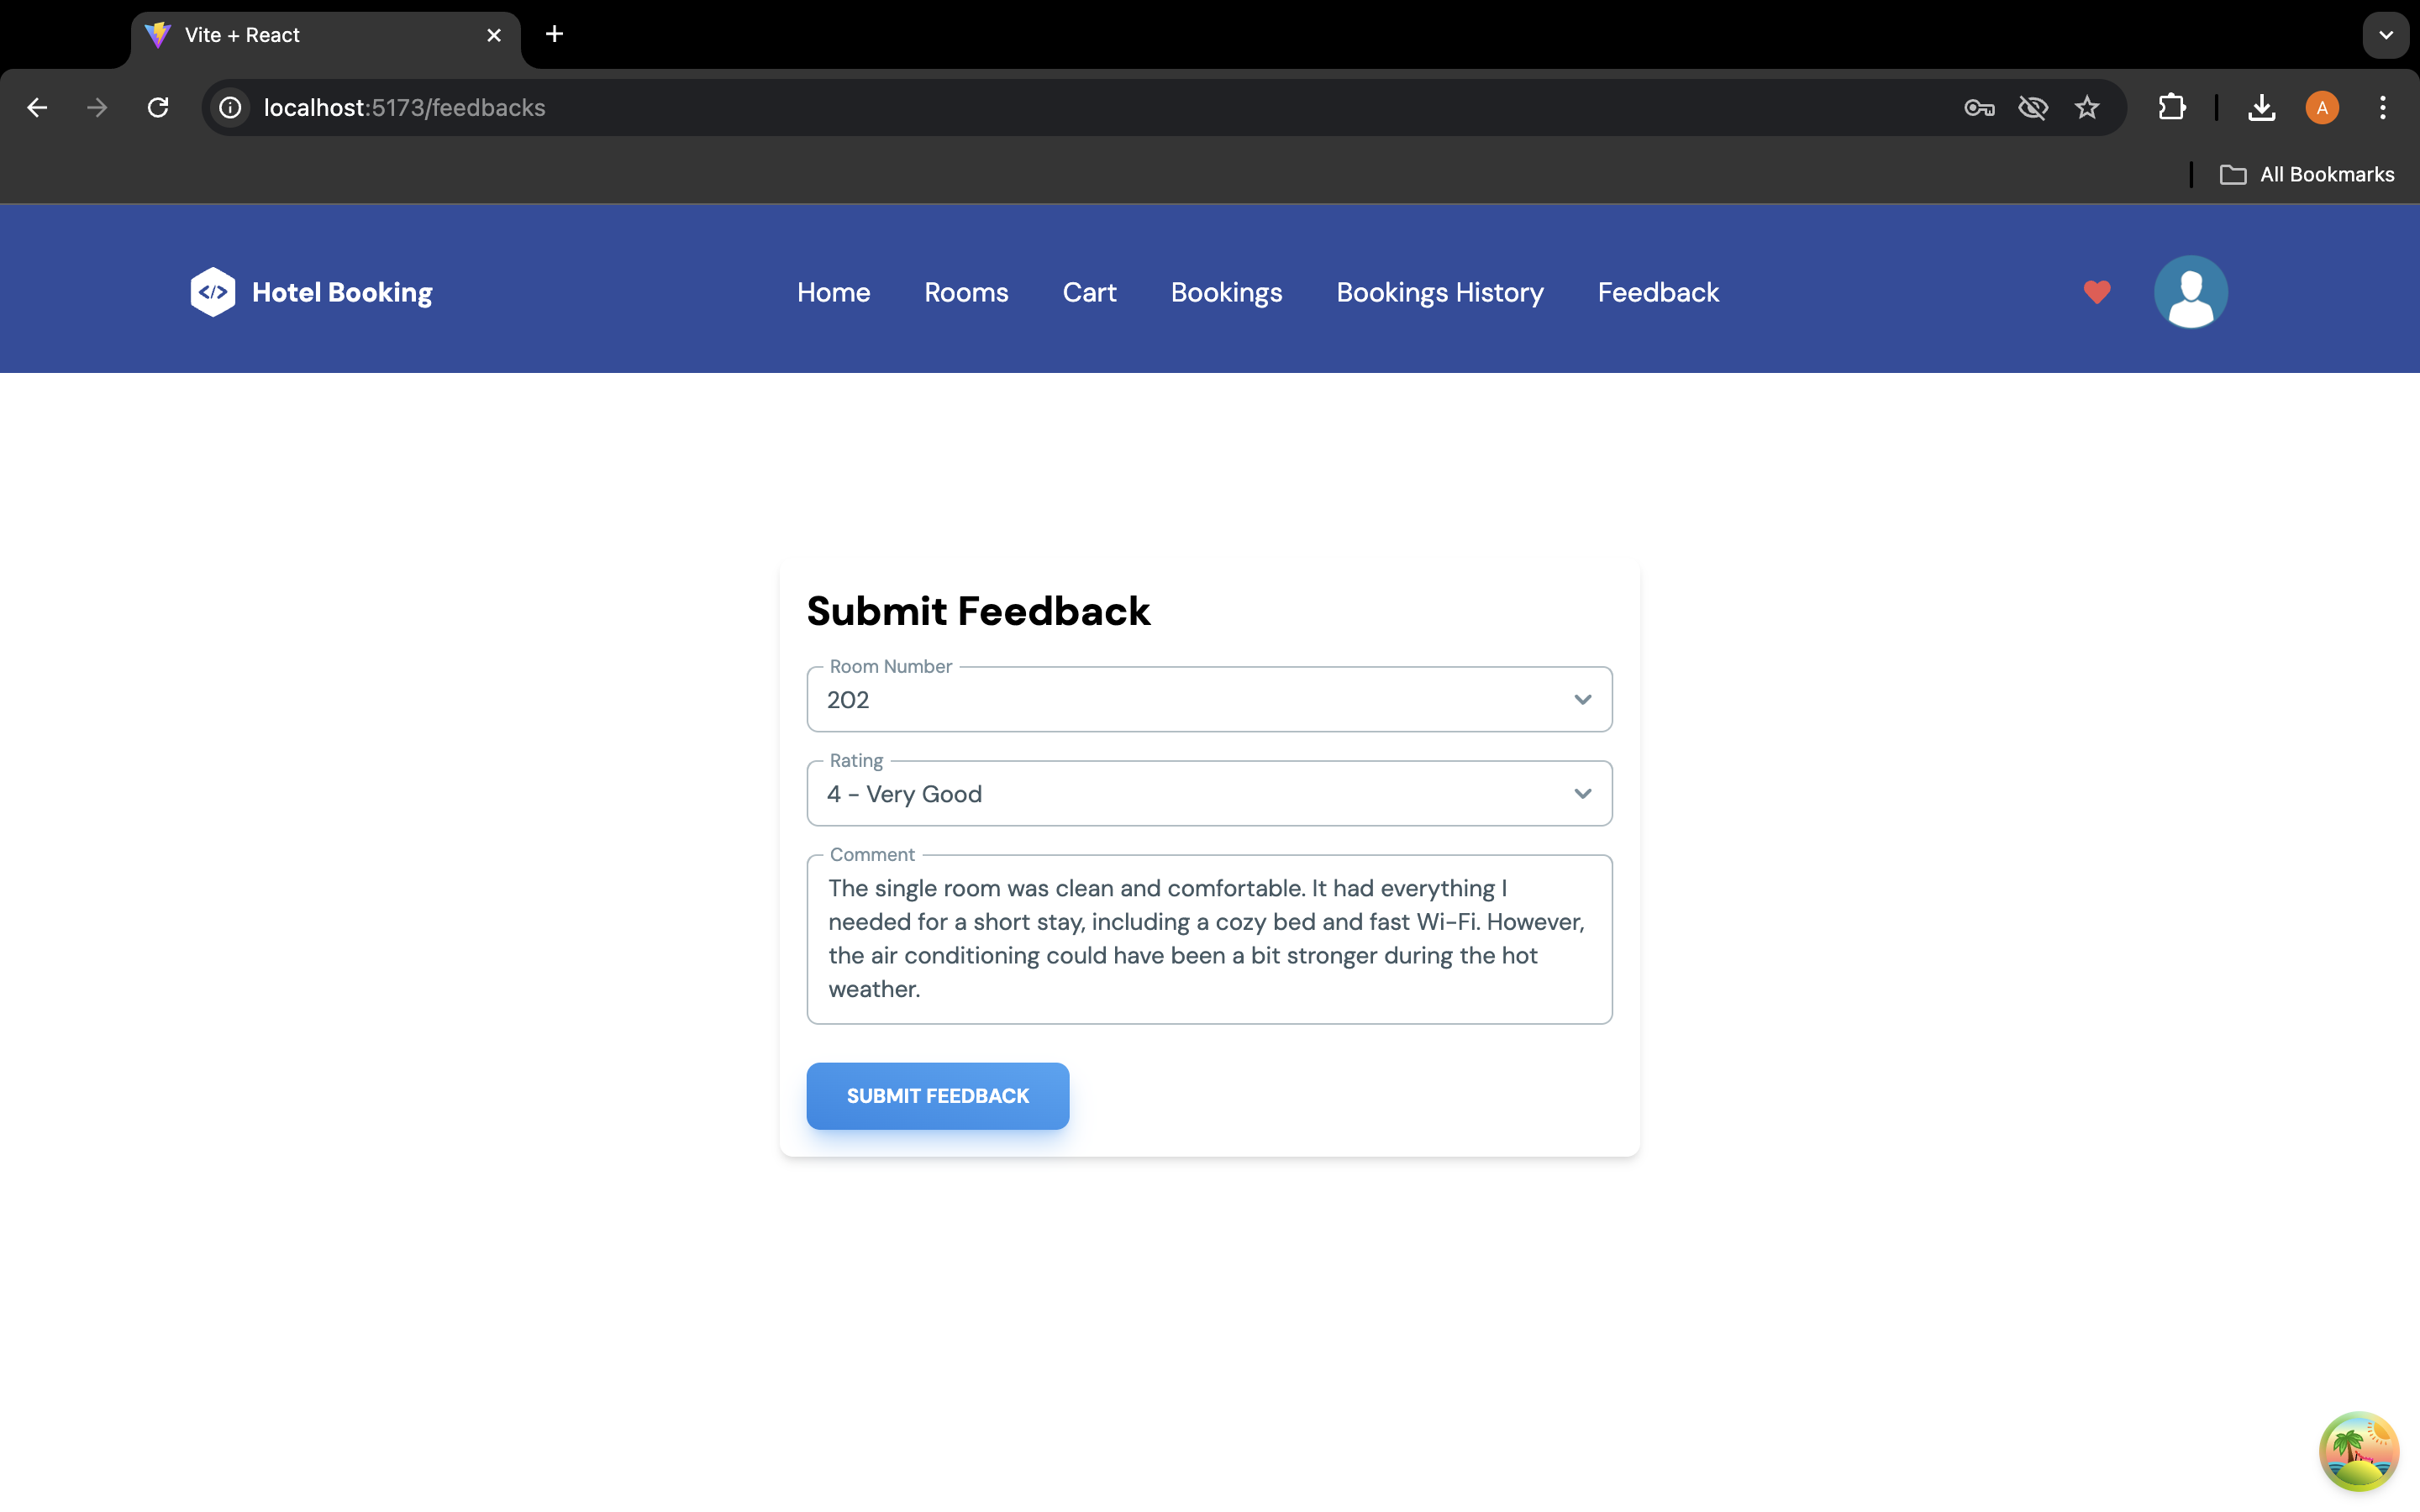 Vite + React
localhost:5173/feedbacks
A
All Bookmarks
</> Hotel Booking
Home Rooms Cart Bookings Bookings History Feedback
Submit Feedback
Room Number
202
Rating
4 - Very Good
Comment
The single room was clean and comfortable. It had everything I
needed for a short stay, including a cozy bed and fast Wi-Fi. However,
the air conditioning could have been a bit stronger during the hot
weather.
SUBMIT FEEDBACK